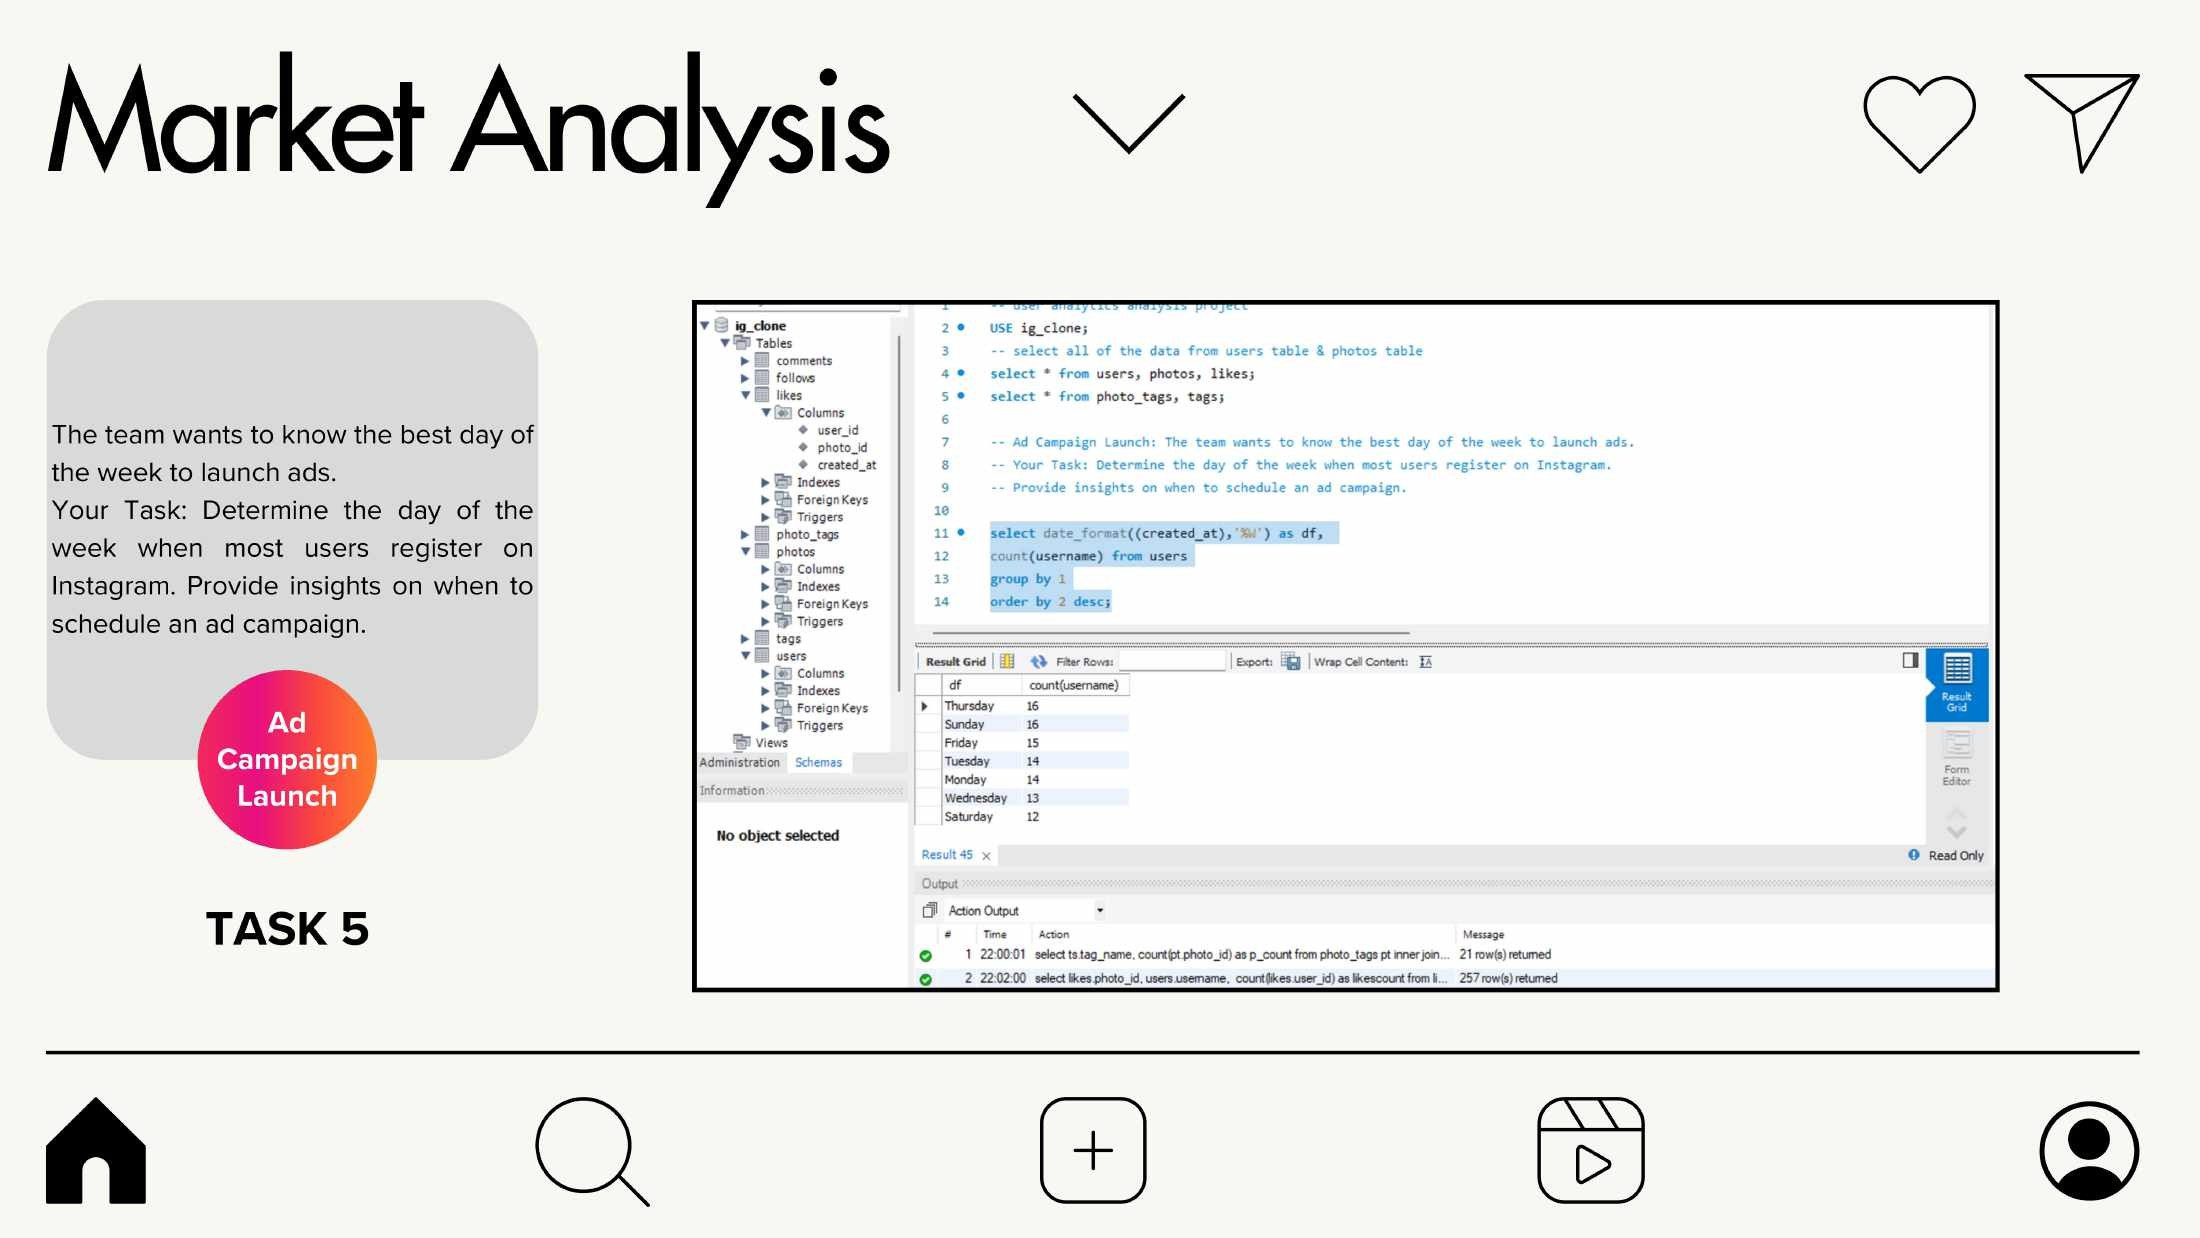 Market Analysis
The team wants to know the best day of
the week to launch ads.
Your Task: Determine the day of the
week when most users register on
Instagram. Provide insights on when to
schedule an ad campaign.
Ad
Campaign
Launch
TASK 5
ig_clone
Tables
comments
follows
likes
Columns
user_id
photo_id
created_at
Indexes
Foreign Keys
Triggers
photo_tags
photos
Columns
Indexes
Foreign Keys
Triggers
tags
users
Columns
Indexes
Foreign Keys
Triggers
Views
Administration Schemas
Information
No object selected
1 -- user analytics analysis project
2 USE ig_clone;
3 -- select all of the data from users table & photos table
4 select * from users, photos, likes;
5 select * from photo_tags, tags;
6
7 -- Ad Campaign Launch: The team wants to know the best day of the week to launch ads.
8 -- Your Task: Determine the day of the week when most users register on Instagram.
9 -- Provide insights on when to schedule an ad campaign.
10
11 select date_format((created_at),'%W') as df,
12 count(username) from users
13 group by 1
14 order by 2 desc;
Result Grid Filter Rows: Export: Wrap Cell Content:
df count(username)
Thursday 16
Sunday 16
Friday 15
Tuesday 14
Monday 14
Wednesday 13
Saturday 12
Result
Grid
Form
Editor
Result 45 Read Only
Output
Action Output
# Time Action Message
1 22:00:01 select ts.tag_name, count(pt.photo_id) as p_count from photo_tags pt inner join... 21 row(s) returned
2 22:02:00 select likes.photo_id, users.username, count(likes.user_id) as likescount from li... 257 row(s) returned